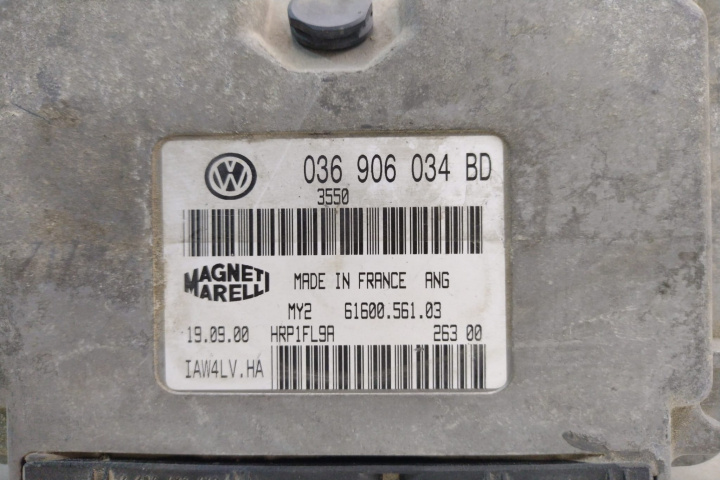 036 906 034 BD
3550
MAGNETI MARELLI
MADE IN FRANCE ANG
MY2 61600.561.03
19.09.00 HRP1FL9A 263 00
IAW4LV.HA